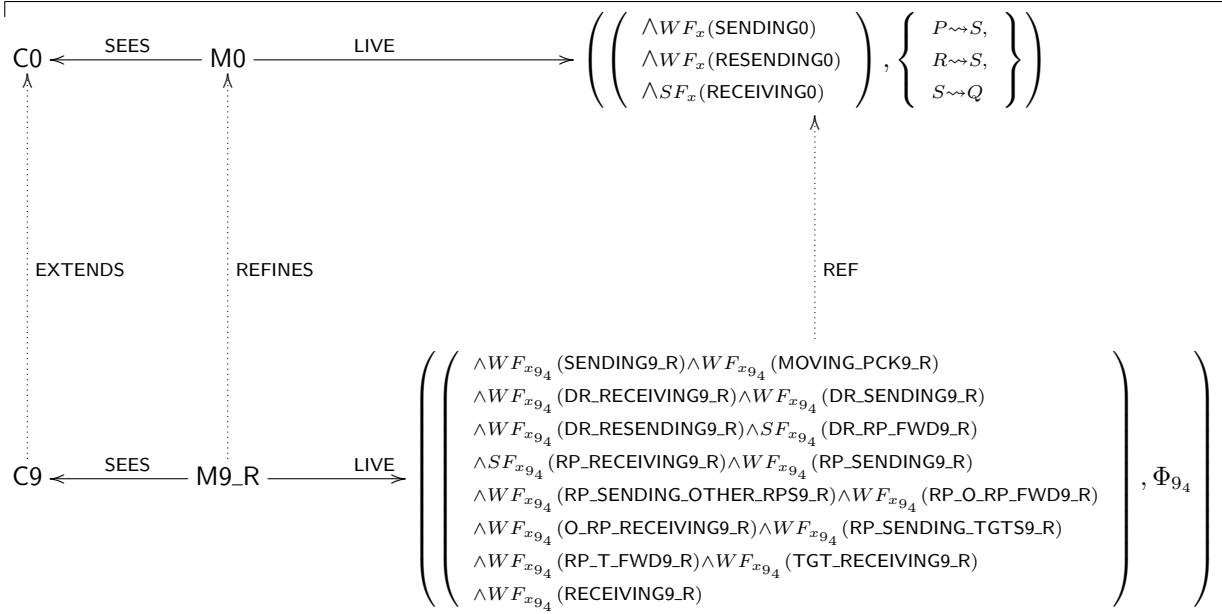 C0 SEES M0 LIVE
∧WF_x(SENDING0)
∧WF_x(RESENDING0)
∧SF_x(RECEIVING0)
,
P⇝S,
R⇝S,
S⇝Q
EXTENDS REFINES REF
C9 SEES M9_R LIVE
∧WF_{x_{9_4}}(SENDING9_R)∧WF_{x_{9_4}}(MOVING_PCK9_R)
∧WF_{x_{9_4}}(DR_RECEIVING9_R)∧WF_{x_{9_4}}(DR_SENDING9_R)
∧WF_{x_{9_4}}(DR_RESENDING9_R)∧SF_{x_{9_4}}(DR_RP_FWD9_R)
∧SF_{x_{9_4}}(RP_RECEIVING9_R)∧WF_{x_{9_4}}(RP_SENDING9_R)
∧WF_{x_{9_4}}(RP_SENDING_OTHER_RPS9_R)∧WF_{x_{9_4}}(RP_O_RP_FWD9_R)
∧WF_{x_{9_4}}(O_RP_RECEIVING9_R)∧WF_{x_{9_4}}(RP_SENDING_TGTS9_R)
∧WF_{x_{9_4}}(RP_T_FWD9_R)∧WF_{x_{9_4}}(TGT_RECEIVING9_R)
∧WF_{x_{9_4}}(RECEIVING9_R)
, Φ_{9_4}